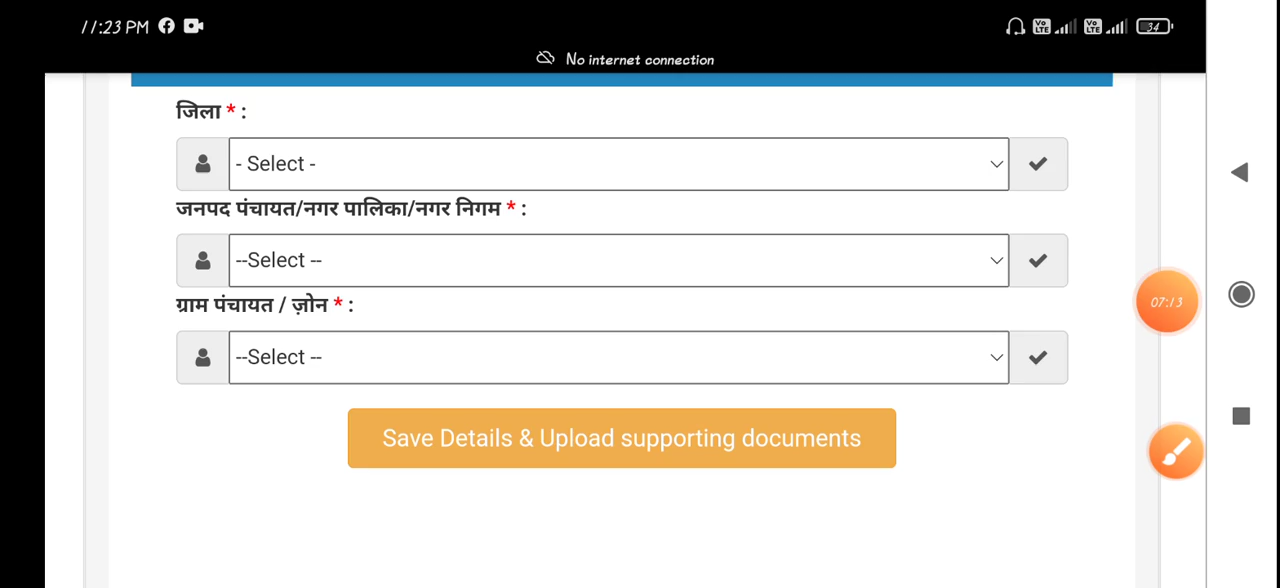 11:23 PM 34
No internet connection
जिला * :
- Select -
जनपद पंचायत/नगर पालिका/नगर निगम * :
--Select --
ग्राम पंचायत / ज़ोन * :
--Select --
07/13
Save Details & Upload supporting documents